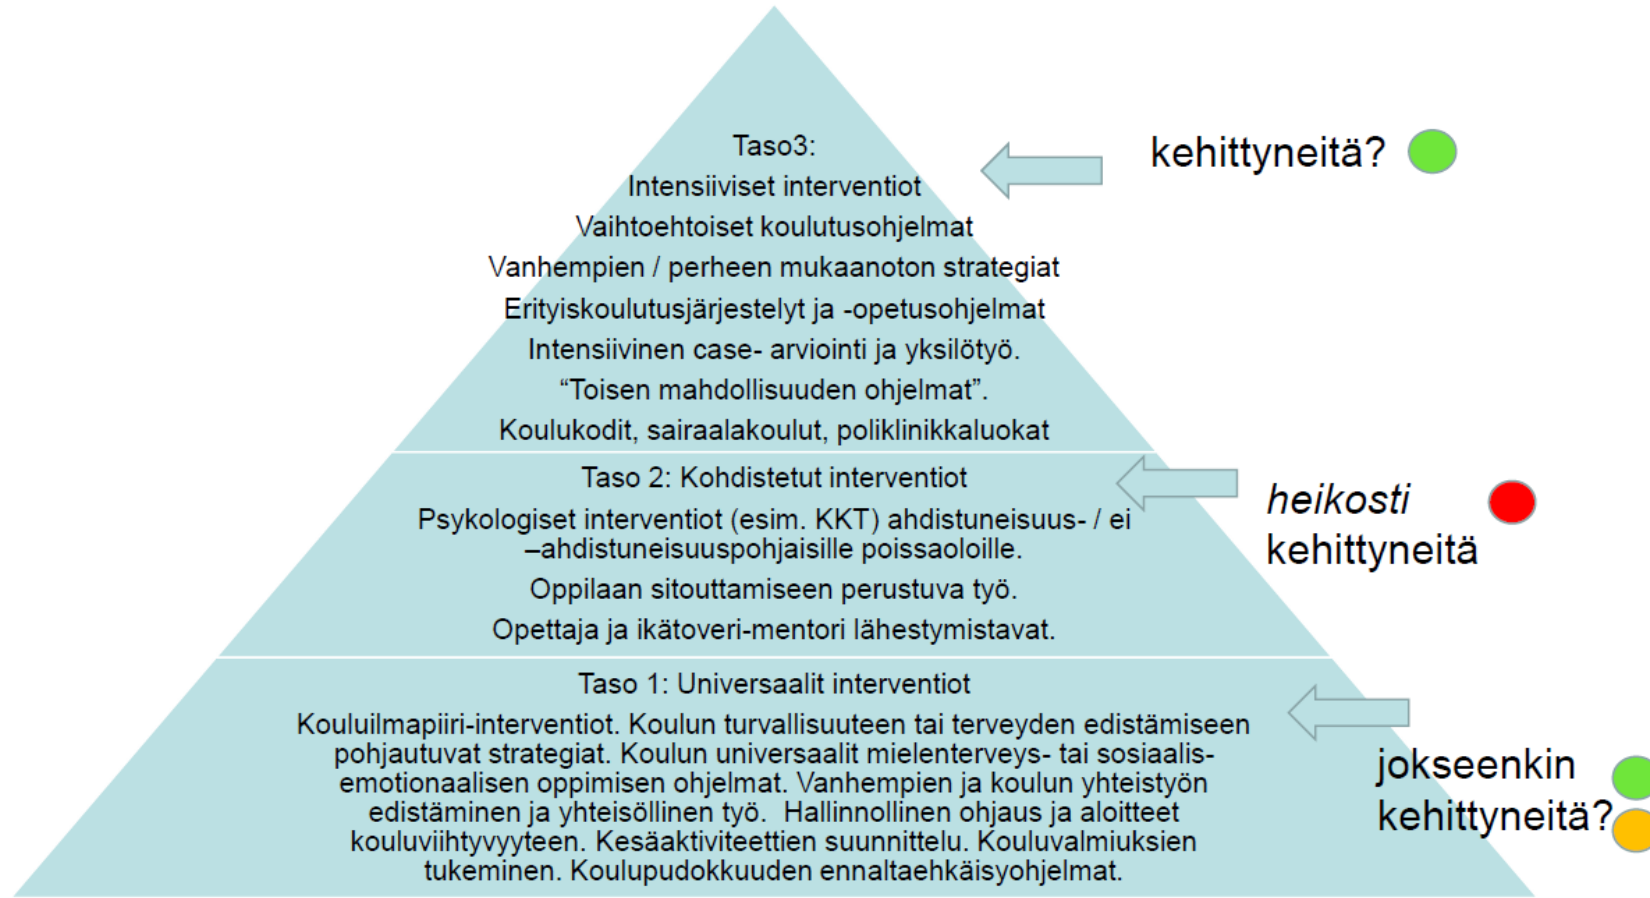 Taso3:
Intensiiviset interventiot
Vaihtoehtoiset koulutusohjelmat
Vanhempien / perheen mukaanoton strategiat
Erityiskoulutusjärjestelyt ja -opetusohjelmat
Intensiivinen case- arviointi ja yksilötyö.
“Toisen mahdollisuuden ohjelmat”.
Koulukodit, sairaalakoulut, poliklinikkaluokat
kehittyneitä?
Taso 2: Kohdistetut interventiot
Psykologiset interventiot (esim. KKT) ahdistuneisuus- / ei
–ahdistuneisuuspohjaisille poissaoloille.
Oppilaan sitouttamiseen perustuva työ.
Opettaja ja ikätoveri-mentori lähestymistavat.
heikosti
kehittyneitä
Taso 1: Universaalit interventiot
Kouluilmapiiri-interventiot. Koulun turvallisuuteen tai terveyden edistämiseen
pohjautuvat strategiat. Koulun universaalit mielenterveys- tai sosiaalis-
emotionaalisen oppimisen ohjelmat. Vanhempien ja koulun yhteistyön
edistäminen ja yhteisöllinen työ.  Hallinnollinen ohjaus ja aloitteet
kouluviihtyvyyteen. Kesäaktiviteettien suunnittelu. Kouluvalmiuksien
tukeminen. Koulupudokkuuden ennaltaehkäisyohjelmat.
jokseenkin
kehittyneitä?